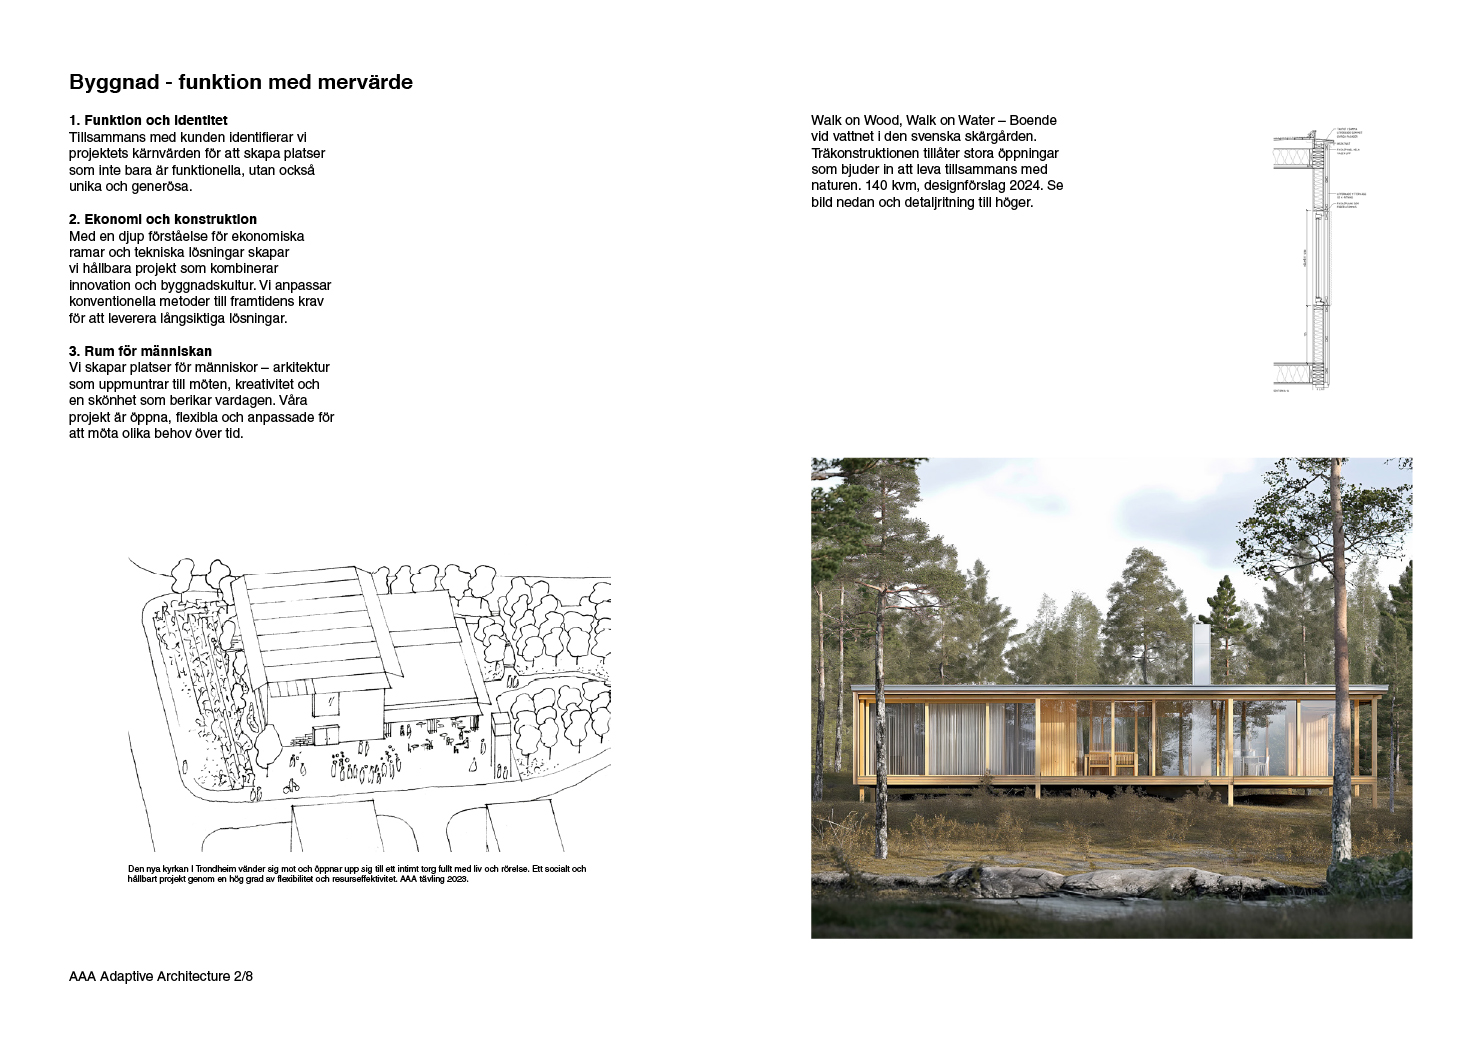 Byggnad - funktion med mervärde
1. Funktion och identitet
Tillsammans med kunden identifierar vi
projektets kärnvärden för att skapa platser
som inte bara är funktionella, utan också
unika och generösa.
2. Ekonomi och konstruktion
Med en djup förståelse för ekonomiska
ramar och tekniska lösningar skapar
vi hållbara projekt som kombinerar
innovation och byggnadskultur. Vi anpassar
konventionella metoder till framtidens krav
för att leverera långsiktiga lösningar.
3. Rum för människan
Vi skapar platser för människor – arkitektur
som uppmuntrar till möten, kreativitet och
en skönhet som berikar vardagen. Våra
projekt är öppna, flexibla och anpassade för
att möta olika behov över tid.
Den nya kyrkan I Trondheim vänder sig mot och öppnar upp sig till ett intimt torg fullt med liv och rörelse. Ett socialt och
hållbart projekt genom en hög grad av flexibilitet och resurseffektivitet. AAA tävling 2023.
AAA Adaptive Architecture 2/8
Walk on Wood, Walk on Water – Boende
vid vattnet i den svenska skärgården.
Träkonstruktionen tillåter stora öppningar
som bjuder in att leva tillsammans med
naturen. 140 kvm, designförslag 2024. Se
bild nedan och detaljritning till höger.